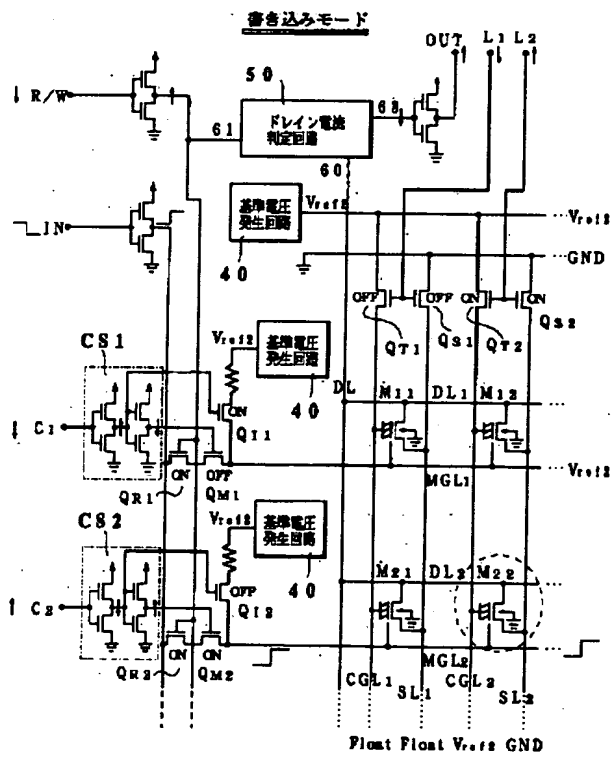 書き込みモード
OUT L1 L2
R/W
50
ドレイン電流
判定回路
61
63
60
IN
基準電圧
発生回路
40
Vref2
Vref2
GND
OFF
OFF
ON
ON
QT1
QS1
QT2
QS2
CS1
Vref2
基準電圧
発生回路
40
DL
M11
DL1
M12
C1
ON
QI1
ON
OFF
QR1
QM1
MGL1
Vref2
CS2
Vref2
基準電圧
発生回路
40
M21
DL2
M22
C2
OFF
QI2
ON
ON
QR2
QM2
MGL2
CGL1
SL1
CGL2
SL2
Float Float Vref2 GND